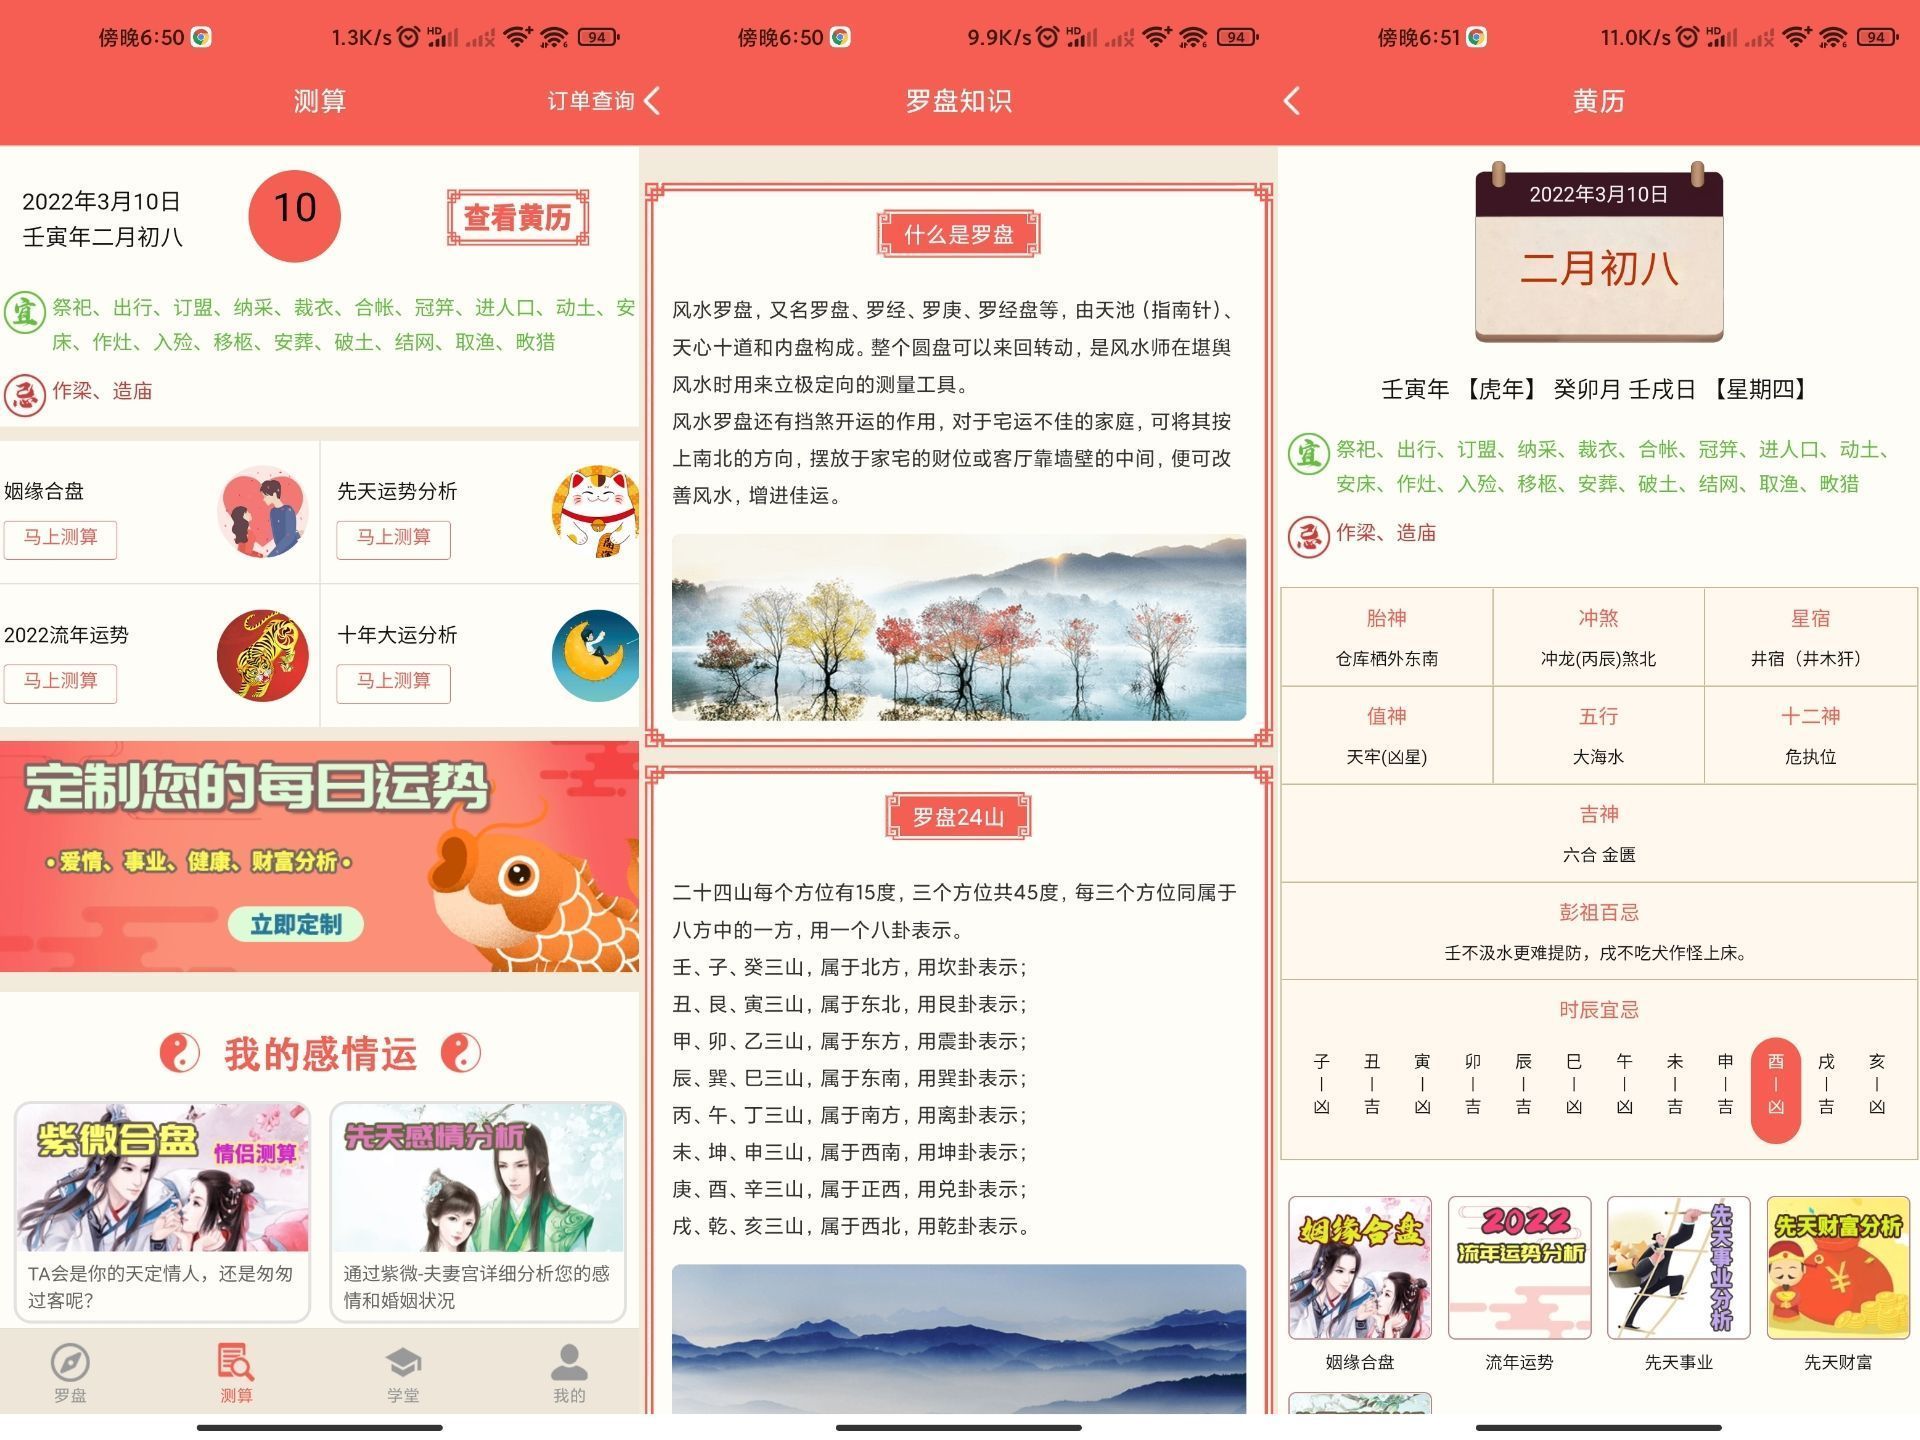 傍晚6:50
1.3K/s
HD
94
测算
订单查询
2022年3月10日
壬寅年二月初八
10
查看黄历
宜
祭祀、出行、订盟、纳采、裁衣、合帐、冠笄、进人口、动土、安
床、作灶、入殓、移柩、安葬、破土、结网、取渔、畋猎
忌
作梁、造庙
姻缘合盘
马上测算
先天运势分析
马上测算
2022流年运势
马上测算
十年大运分析
马上测算
定制您的每日运势
•爱情、事业、健康、财富分析•
立即定制
我的感情运
紫微合盘
情侣测算
TA会是你的天定情人，还是匆匆
过客呢？
先天感情分析
通过紫微-夫妻宫详细分析您的感
情和婚姻状况
罗盘
测算
学堂
我的
傍晚6:50
9.9K/s
HD
94
罗盘知识
什么是罗盘
风水罗盘，又名罗盘、罗经、罗庚、罗经盘等，由天池（指南针）、
天心十道和内盘构成。整个圆盘可以来回转动，是风水师在堪舆
风水时用来立极定向的测量工具。
风水罗盘还有挡煞开运的作用，对于宅运不佳的家庭，可将其按
上南北的方向，摆放于家宅的财位或客厅靠墙壁的中间，便可改
善风水，增进佳运。
罗盘24山
二十四山每个方位有15度，三个方位共45度，每三个方位同属于
八方中的一方，用一个八卦表示。
壬、子、癸三山，属于北方，用坎卦表示；
丑、艮、寅三山，属于东北，用艮卦表示；
甲、卯、乙三山，属于东方，用震卦表示；
辰、巽、巳三山，属于东南，用巽卦表示；
丙、午、丁三山，属于南方，用离卦表示；
未、坤、申三山，属于西南，用坤卦表示；
庚、酉、辛三山，属于正西，用兑卦表示；
戌、乾、亥三山，属于西北，用乾卦表示。
傍晚6:51
11.0K/s
HD
94
黄历
2022年3月10日
二月初八
壬寅年 【虎年】 癸卯月 壬戌日 【星期四】
宜
祭祀、出行、订盟、纳采、裁衣、合帐、冠笄、进人口、动土、
安床、作灶、入殓、移柩、安葬、破土、结网、取渔、畋猎
忌
作梁、造庙
胎神
仓库栖外东南
冲煞
冲龙(丙辰)煞北
星宿
井宿（井木犴）
值神
天牢(凶星)
五行
大海水
十二神
危执位
吉神
六合 金匮
彭祖百忌
壬不汲水更难提防，戌不吃犬作怪上床。
时辰宜忌
子 丑 寅 卯 辰 巳 午 未 申 酉 戌 亥
凶 吉 凶 吉 吉 凶 凶 吉 吉 凶 吉 凶
姻缘合盘
姻缘合盘
2022
流年运势分析
流年运势
先天事业分析
先天事业
先天财富分析
先天财富